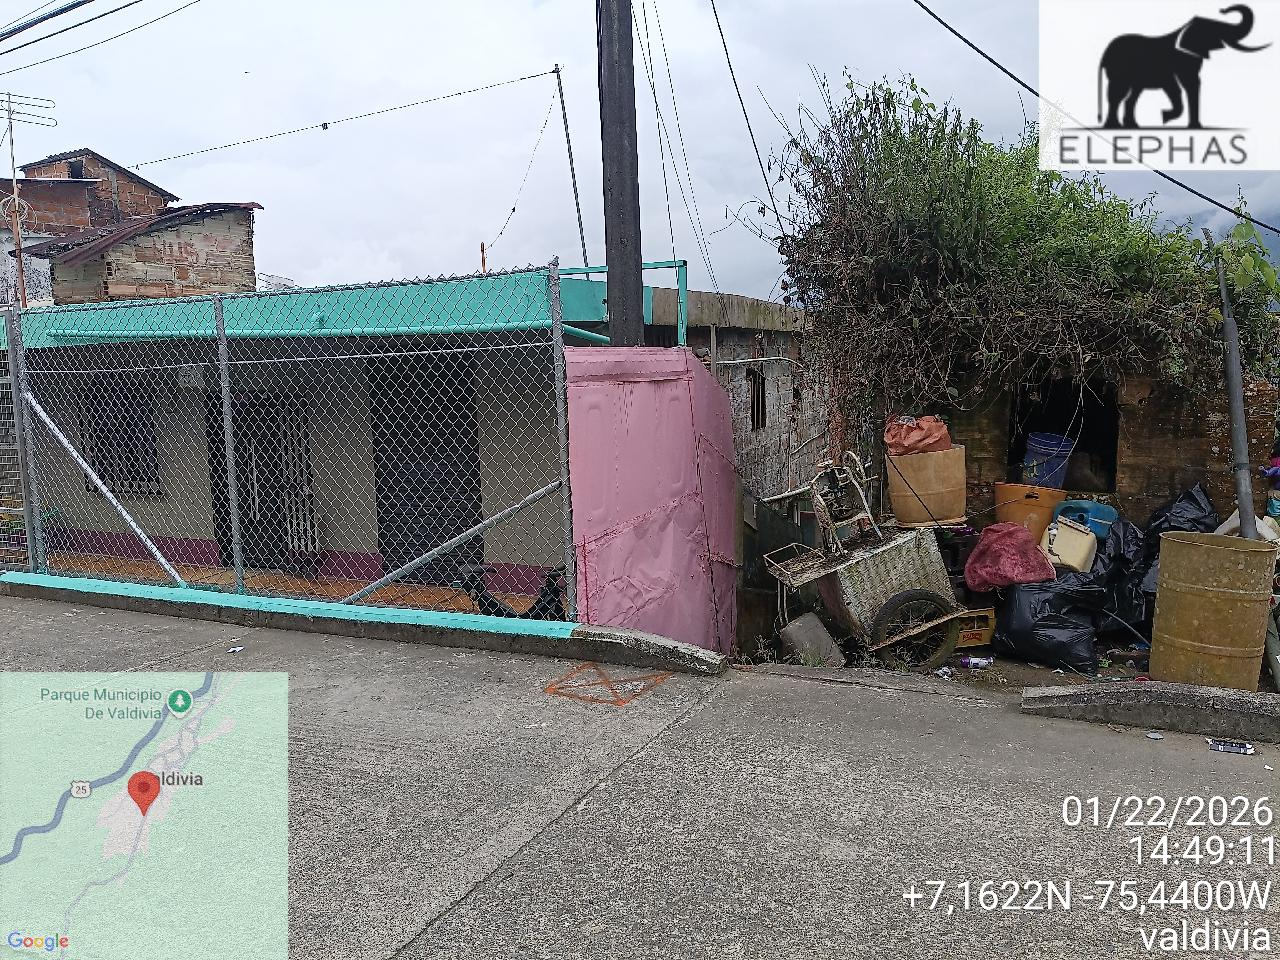 ELEPHAS
Parque Municipio
De Valdivia
25
ldivia
Google
01/22/2026
14:49:11
+7,1622N -75,4400W
valdivia